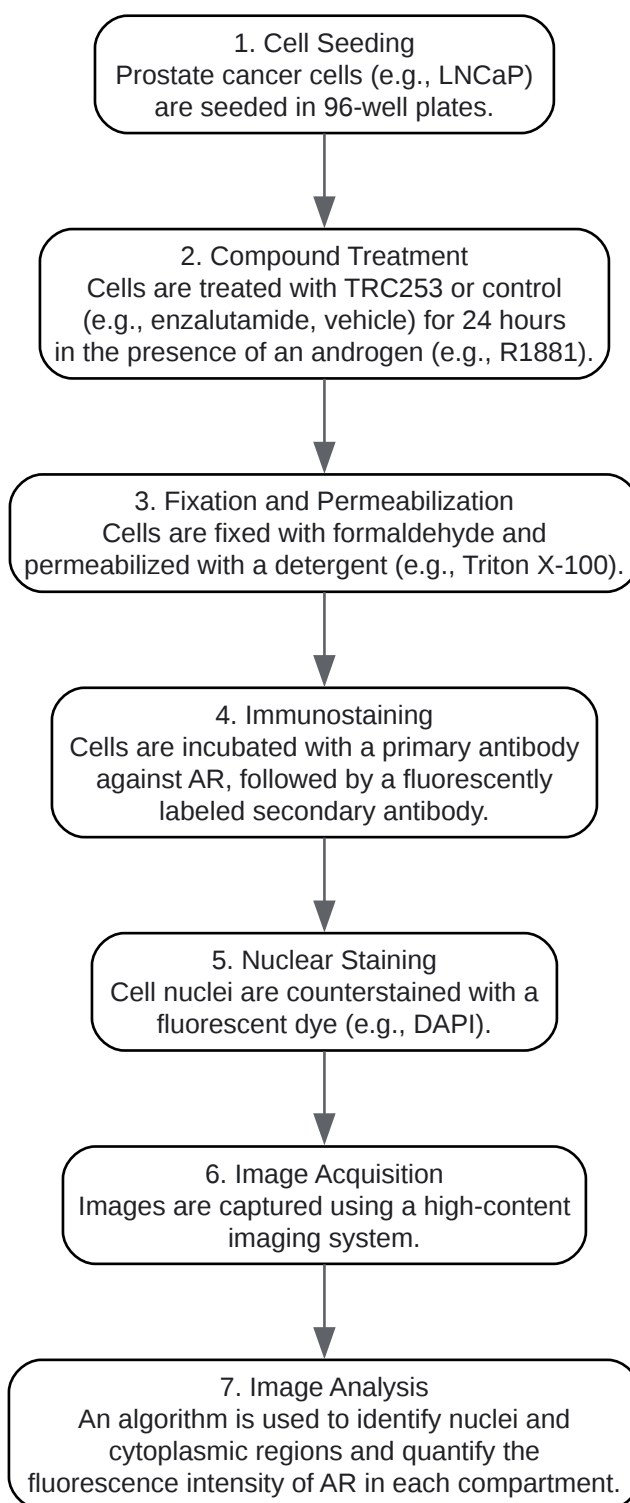 1. Cell Seeding
Prostate cancer cells (e.g., LNCaP)
are seeded in 96-well plates.
2. Compound Treatment
Cells are treated with TRC253 or control
(e.g., enzalutamide, vehicle) for 24 hours
in the presence of an androgen (e.g., R1881).
3. Fixation and Permeabilization
Cells are fixed with formaldehyde and
permeabilized with a detergent (e.g., Triton X-100).
4. Immunostaining
Cells are incubated with a primary antibody
against AR, followed by a fluorescently
labeled secondary antibody.
5. Nuclear Staining
Cell nuclei are counterstained with a
fluorescent dye (e.g., DAPI).
6. Image Acquisition
Images are captured using a high-content
imaging system.
7. Image Analysis
An algorithm is used to identify nuclei and
cytoplasmic regions and quantify the
fluorescence intensity of AR in each compartment.